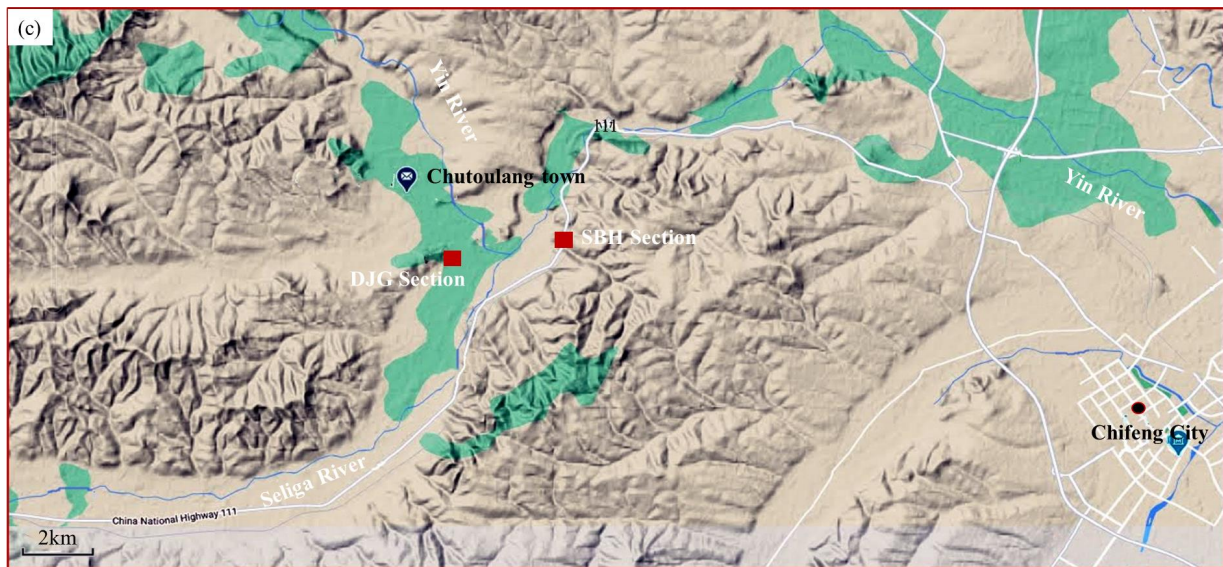 (c)
Yin River
Chutoulang town
Yin River
SBH Section
DJG Section
Chifeng City
Seliga River
China National Highway 111
2km